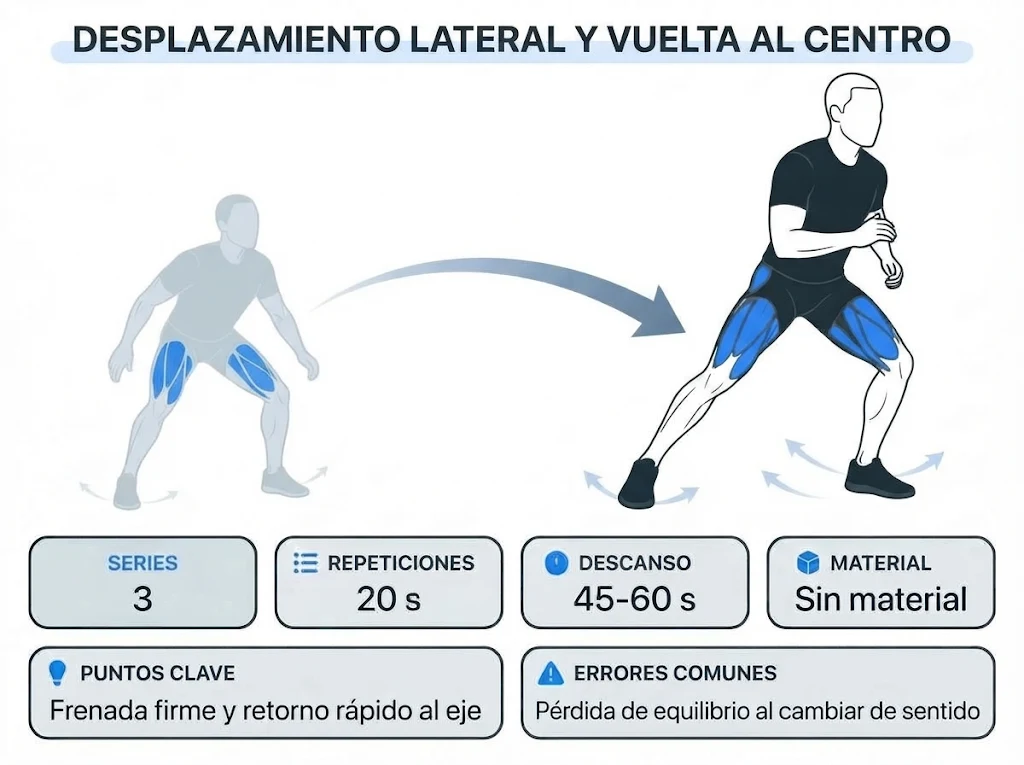 DESPLAZAMIENTO LATERAL Y VUELTA AL CENTRO
SERIES
3
REPETICIONES
20 s
DESCANSO
45-60 s
MATERIAL
Sin material
PUNTOS CLAVE
Frenada firme y retorno rápido al eje
ERRORES COMUNES
Pérdida de equilibrio al cambiar de sentido